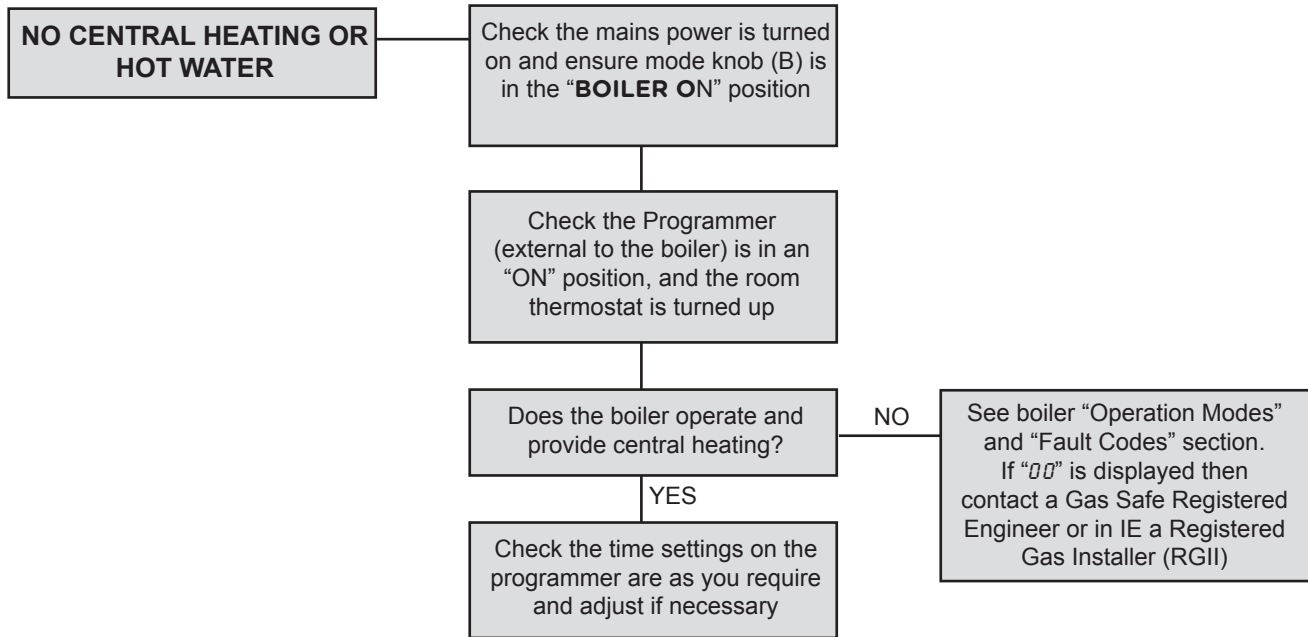 NO CENTRAL HEATING OR
HOT WATER
Check the mains power is turned
on and ensure mode knob (B) is
in the “BOILER ON” position
Check the Programmer
(external to the boiler) is in an
“ON” position, and the room
thermostat is turned up
Does the boiler operate and
provide central heating?
NO
See boiler “Operation Modes”
and “Fault Codes” section.
If “00” is displayed then
contact a Gas Safe Registered
Engineer or in IE a Registered
Gas Installer (RGII)
YES
Check the time settings on the
programmer are as you require
and adjust if necessary